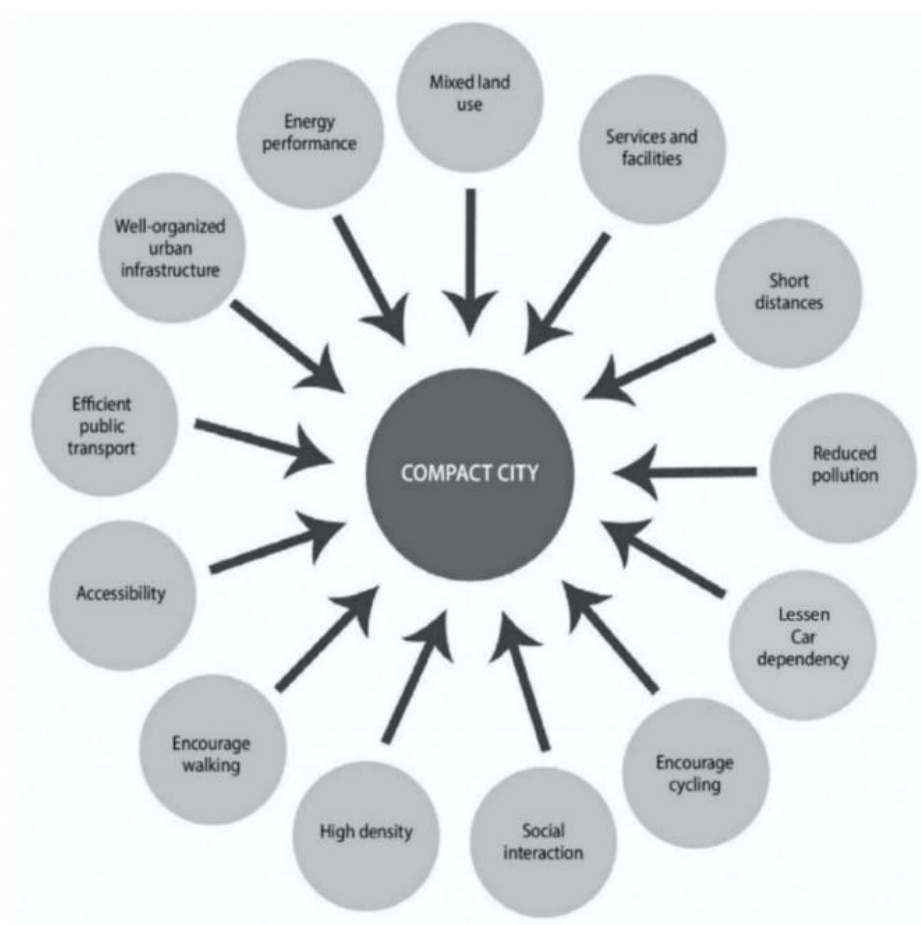 Mixed land
use
Services and
facilities
Short
distances
Reduced
pollution
Lessen
Car
dependency
Encourage
cycling
Social
interaction
High density
Encourage
walking
Accessibility
Efficient
public
transport
Well-organized
urban
infrastructure
Energy
performance
COMPACT CITY